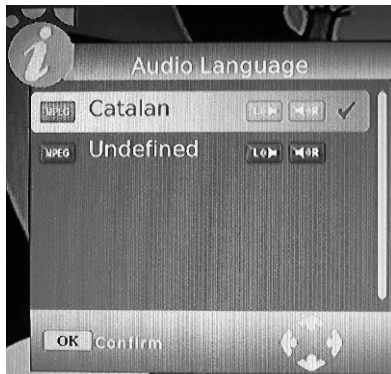 Audio Language
MPEG Catalan L R
MPEG Undefined L R
OK Confirm